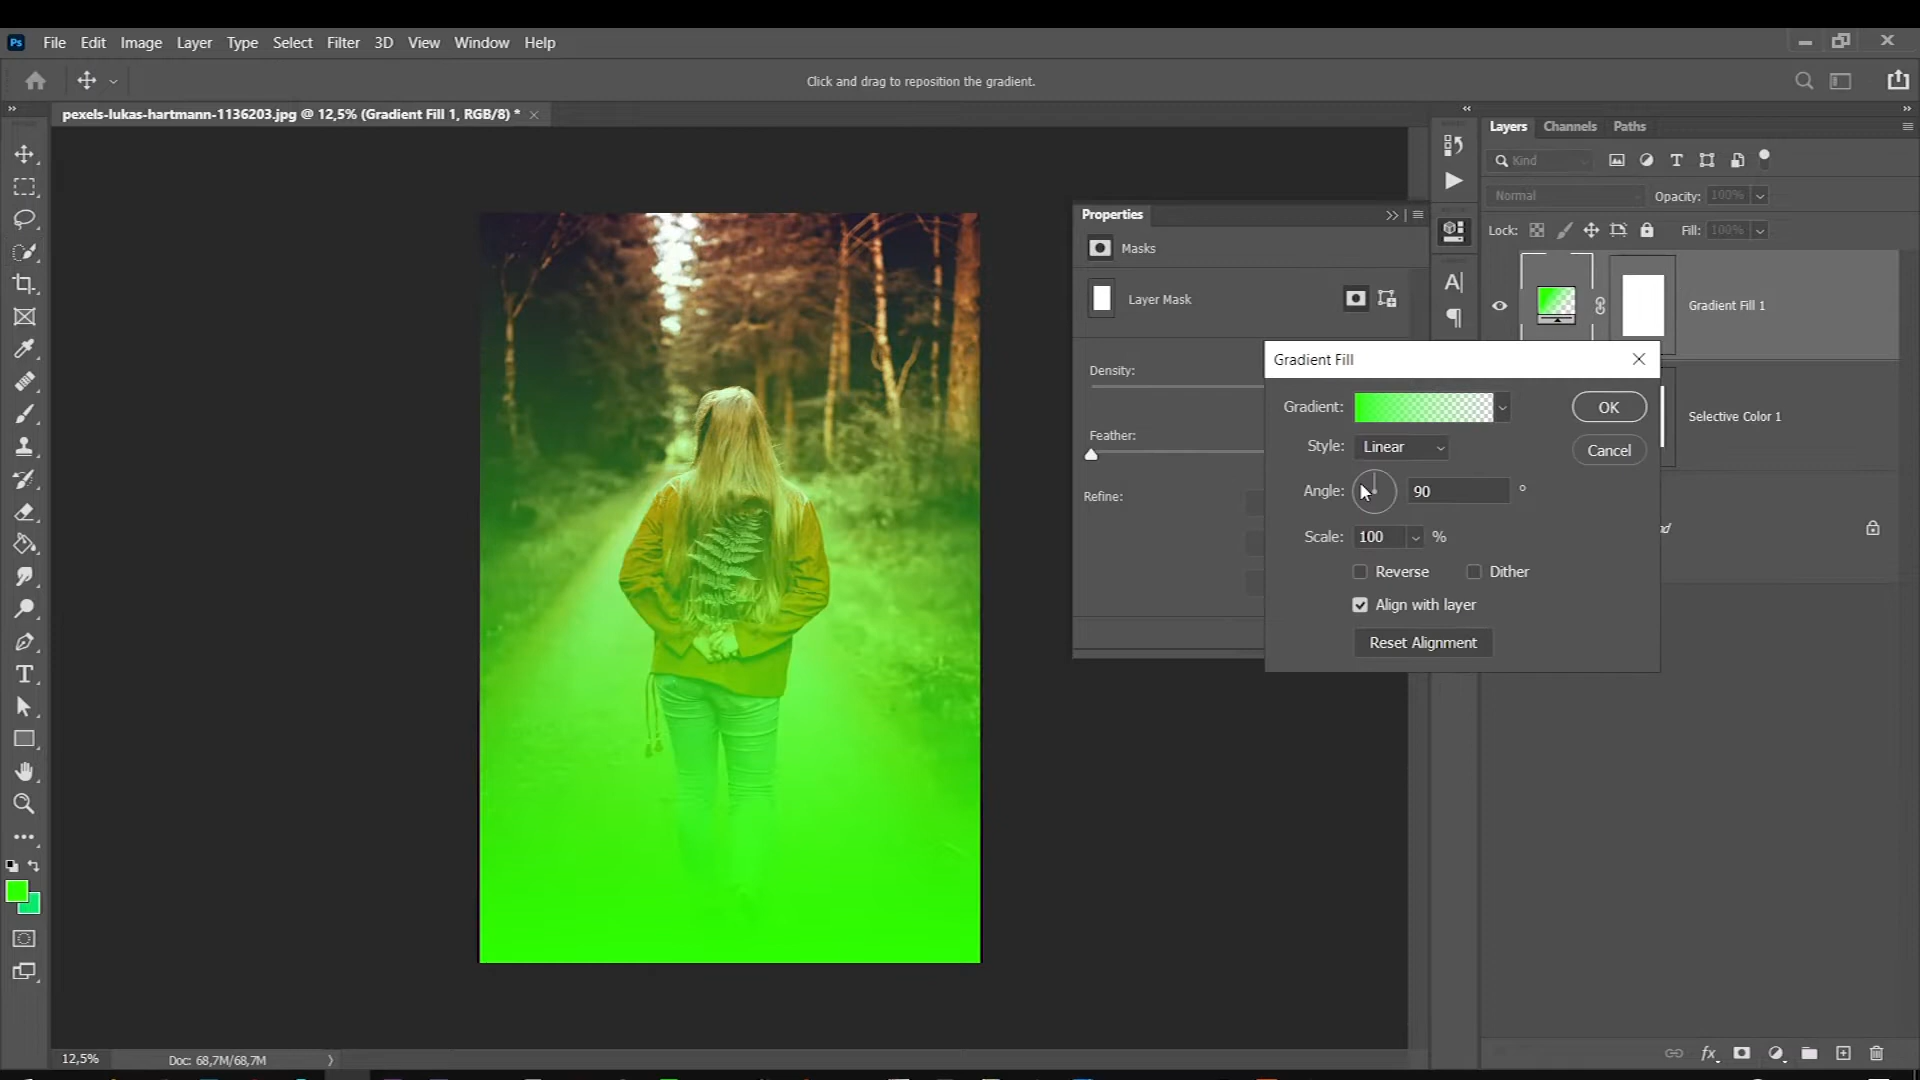 Ps File Edit Image Layer Type Select Filter 3D View Window Help
Click and drag to reposition the gradient.
pexels-lukas-hartmann-1136203.jpg @ 12,5% (Gradient Fill 1, RGB/8) *
Layers Channels Paths
Kind
Normal Opacity: 100%
Lock: Fill: 100%
Properties
Masks
Layer Mask
Density:
Feather:
Refine:
Gradient Fill 1
Selective Color 1
Gradient Fill
Gradient:
OK
Style: Linear
Cancel
Angle: 90 °
Scale: 100 %
Reverse Dither
Align with layer
Reset Alignment
12,5% Doc: 68,7M/68,7M
fx